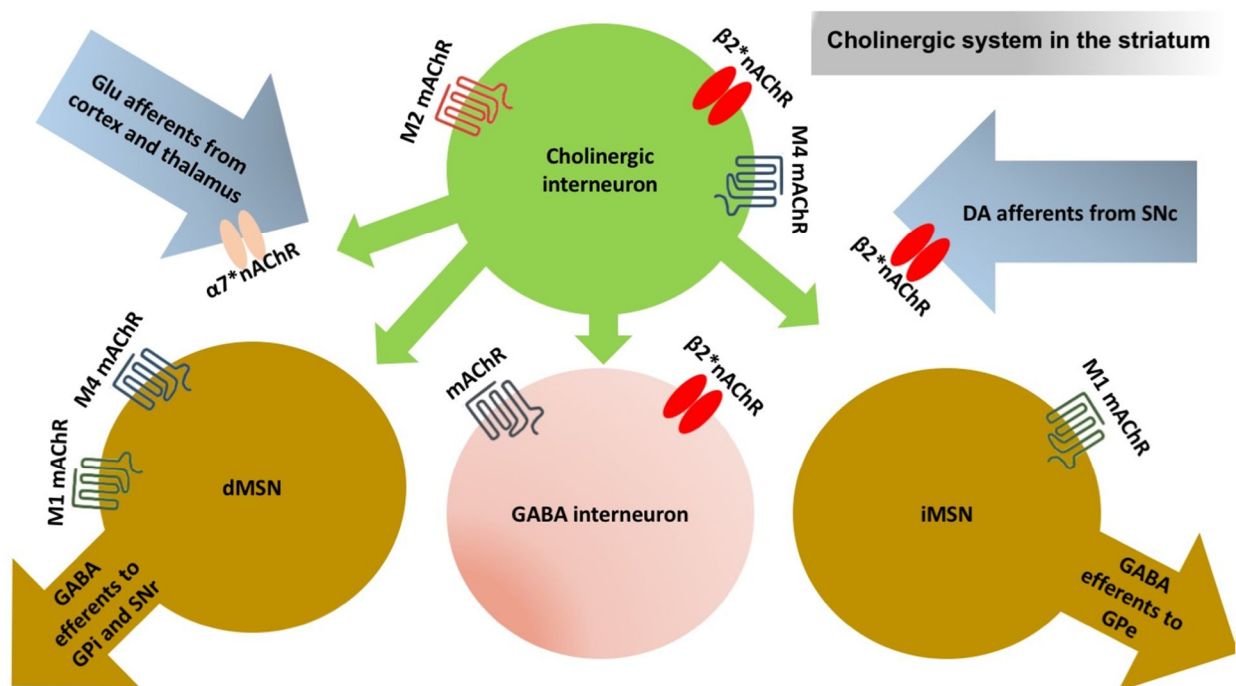 Cholinergic system in the striatum
Glu afferents from
cortex and thalamus
α7*nAChR
M2 mAChR
β2*nAChR
M4 mAChR
Cholinergic
interneuron
DA afferents from SNc
β2*nAChR
M4 mAChR
M1 mAChR
dMSN
GABA
efferents to
GPi and SNr
mAChR
β2*nAChR
GABA interneuron
M1 mAChR
iMSN
GABA
efferents to
GPe